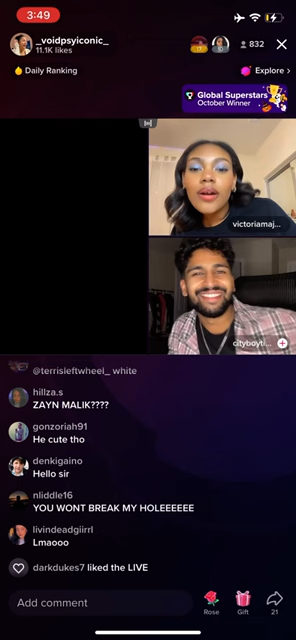 3:49
_voidpsyiconic_
11.1K likes
832
Daily Ranking
Explore >
Global Superstars
October Winner
victoriamaj...
cityboyti...
@terrisleftwheel_ white
hillza.s
ZAYN MALIK????
gonzoriah91
He cute tho
denkigaino
Hello sir
nliddle16
YOU WONT BREAK MY HOLEEEEEE
livindeadgiirrl
Lmaooo
darkdukes7 liked the LIVE
Add comment
Rose
Gift
21